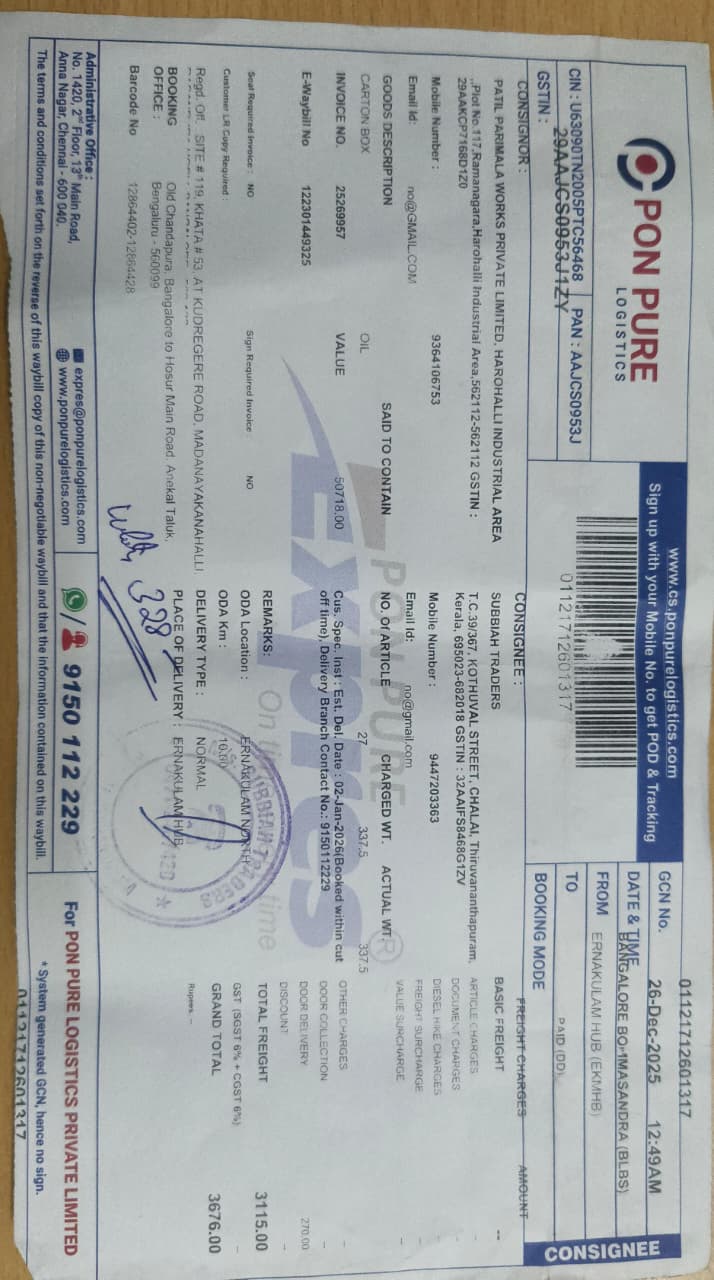 PON PURE
LOGISTICS
CIN : U63090TN2005PTC56468 PAN : AAJCS0953J
GSTIN : 29AAJCS0953J1ZY
www.cs.ponpurelogistics.com
Sign up with your Mobile No. to get POD & Tracking
01121712601317
GCN No. 01121712601317
DATE & TIME 26-Dec-2025 12:49AM
FROM BANGALORE BOMMASANDRA (BLBS)
TO ERNAKULAM HUB (EKMHB)
BOOKING MODE PAID (DD)
CONSIGNEE
CONSIGNOR :
PATIL PARIMALA WORKS PRIVATE LIMITED, HAROHALLI INDUSTRIAL AREA
,,Plot No 117,Ramanagara,Harohalli Industrial Area,562112-562112 GSTIN :
29AAKCP7168D1Z0
Mobile Number : 9364106753
Email Id: no@GMAIL.COM
CONSIGNEE :
SUBBIAH TRADERS
T.C.39/367, KOTHUVAL STREET, CHALAI, Thiruvananthapuram,
Kerala, 695023-682018 GSTIN : 32AAIFS8468G1ZV
Mobile Number : 9447203363
Email Id: no@gmail.com
GOODS DESCRIPTION SAID TO CONTAIN NO. OF ARTICLE CHARGED WT. ACTUAL WT.
CARTON BOX OIL 27 337.5 337.5
INVOICE NO. 25269957 VALUE 50718.00
E-Waybill No 122301449325
Cus. Spec. Inst : Est. Del. Date : 02-Jan-2026(Booked within cut
off time). Delivery Branch Contact No.: 9150112229
Seal Required Invoice : NO Sign Required Invoice NO
Customer LR Copy Required :
REMARKS:
ODA Location : ERNAKULAM NORTH
ODA Km : 10.00
DELIVERY TYPE : NORMAL
PLACE OF DELIVERY : ERNAKULAM HUB
Regd. Off. SITE # 119, KHATA # 53, AT KUDREGERE ROAD, MADANAYAKANAHALLI
BOOKING OFFICE : Old Chandapura, Bangalore to Hosur Main Road, Anekal Taluk,
Bengaluru - 560099
Barcode No 12864402-12864428
328
PON PURE
Exprcs
On time
®
FREIGHT CHARGES AMOUNT
BASIC FREIGHT --
ARTICLE CHARGES -
DOCUMENT CHARGES -
DIESEL HIKE CHARGES -
FREIGHT SURCHARGE -
VALUE SURCHARGE -
OTHER CHARGES -
DOOR COLLECTION -
DOOR DELIVERY 270.00
DISCOUNT -
TOTAL FREIGHT 3115.00
GST (SGST 6% + CGST 6%) -
GRAND TOTAL 3676.00
Rupees. --
Administrative Office :
No. 1420, 2nd Floor, 13th Main Road,
Anna Nagar, Chennai - 600 040.
expres@ponpurelogistics.com
www.ponpurelogistics.com
/ 9150 112 229
For PON PURE LOGISTICS PRIVATE LIMITED
The terms and conditions set forth on the reverse of this waybill copy of this non-negotiable waybill and that the information contained on this waybill.
* System generated GCN, hence no sign.
01121712601317